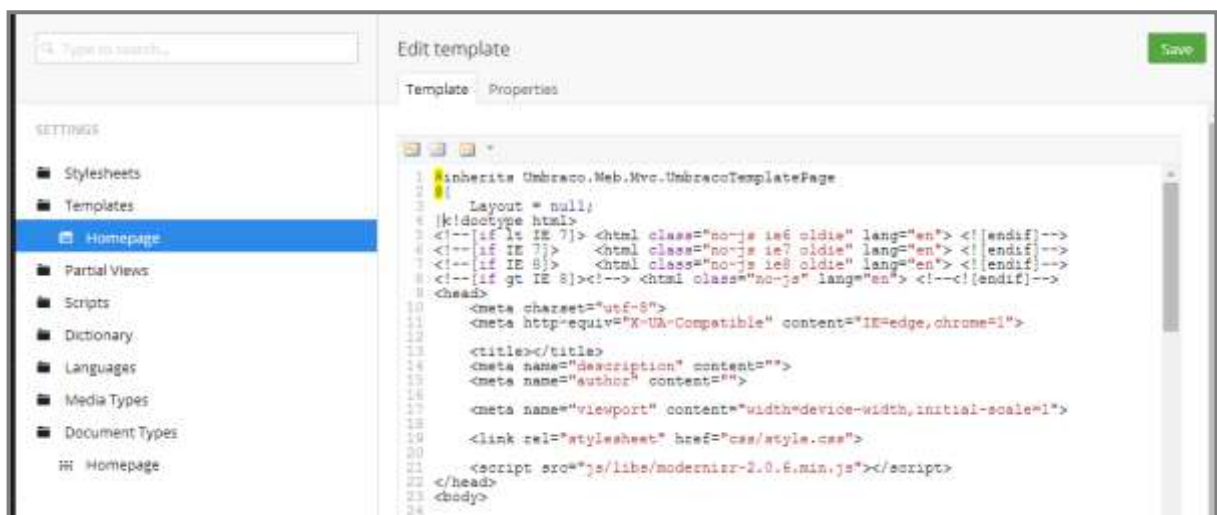 Type to search...
SETTINGS
Stylesheets
Templates
Homepage
Partial Views
Scripts
Dictionary
Languages
Media Types
Document Types
Homepage
Edit template
Save
Template Properties
1 @inherits Umbraco.Web.Mvc.UmbracoTemplatePage
2 @{
3 Layout = null;
4 <!doctype html>
5 <!--[if lt IE 7]> <html class="no-js ie6 oldie" lang="en"> <![endif]-->
6 <!--[if IE 7]> <html class="no-js ie7 oldie" lang="en"> <![endif]-->
7 <!--[if IE 8]> <html class="no-js ie8 oldie" lang="en"> <![endif]-->
8 <!--[if gt IE 8]><!--> <html class="no-js" lang="en"> <!--<![endif]-->
9 <head>
10 <meta charset="utf-8">
11 <meta http-equiv="X-UA-Compatible" content="IE=edge,chrome=1">
12
13 <title></title>
14 <meta name="description" content="">
15 <meta name="author" content="">
16
17 <meta name="viewport" content="width=device-width,initial-scale=1">
18
19 <link rel="stylesheet" href="css/style.css">
20
21 <script src="js/libs/modernizr-2.0.6.min.js"></script>
22 </head>
23 <body>
24